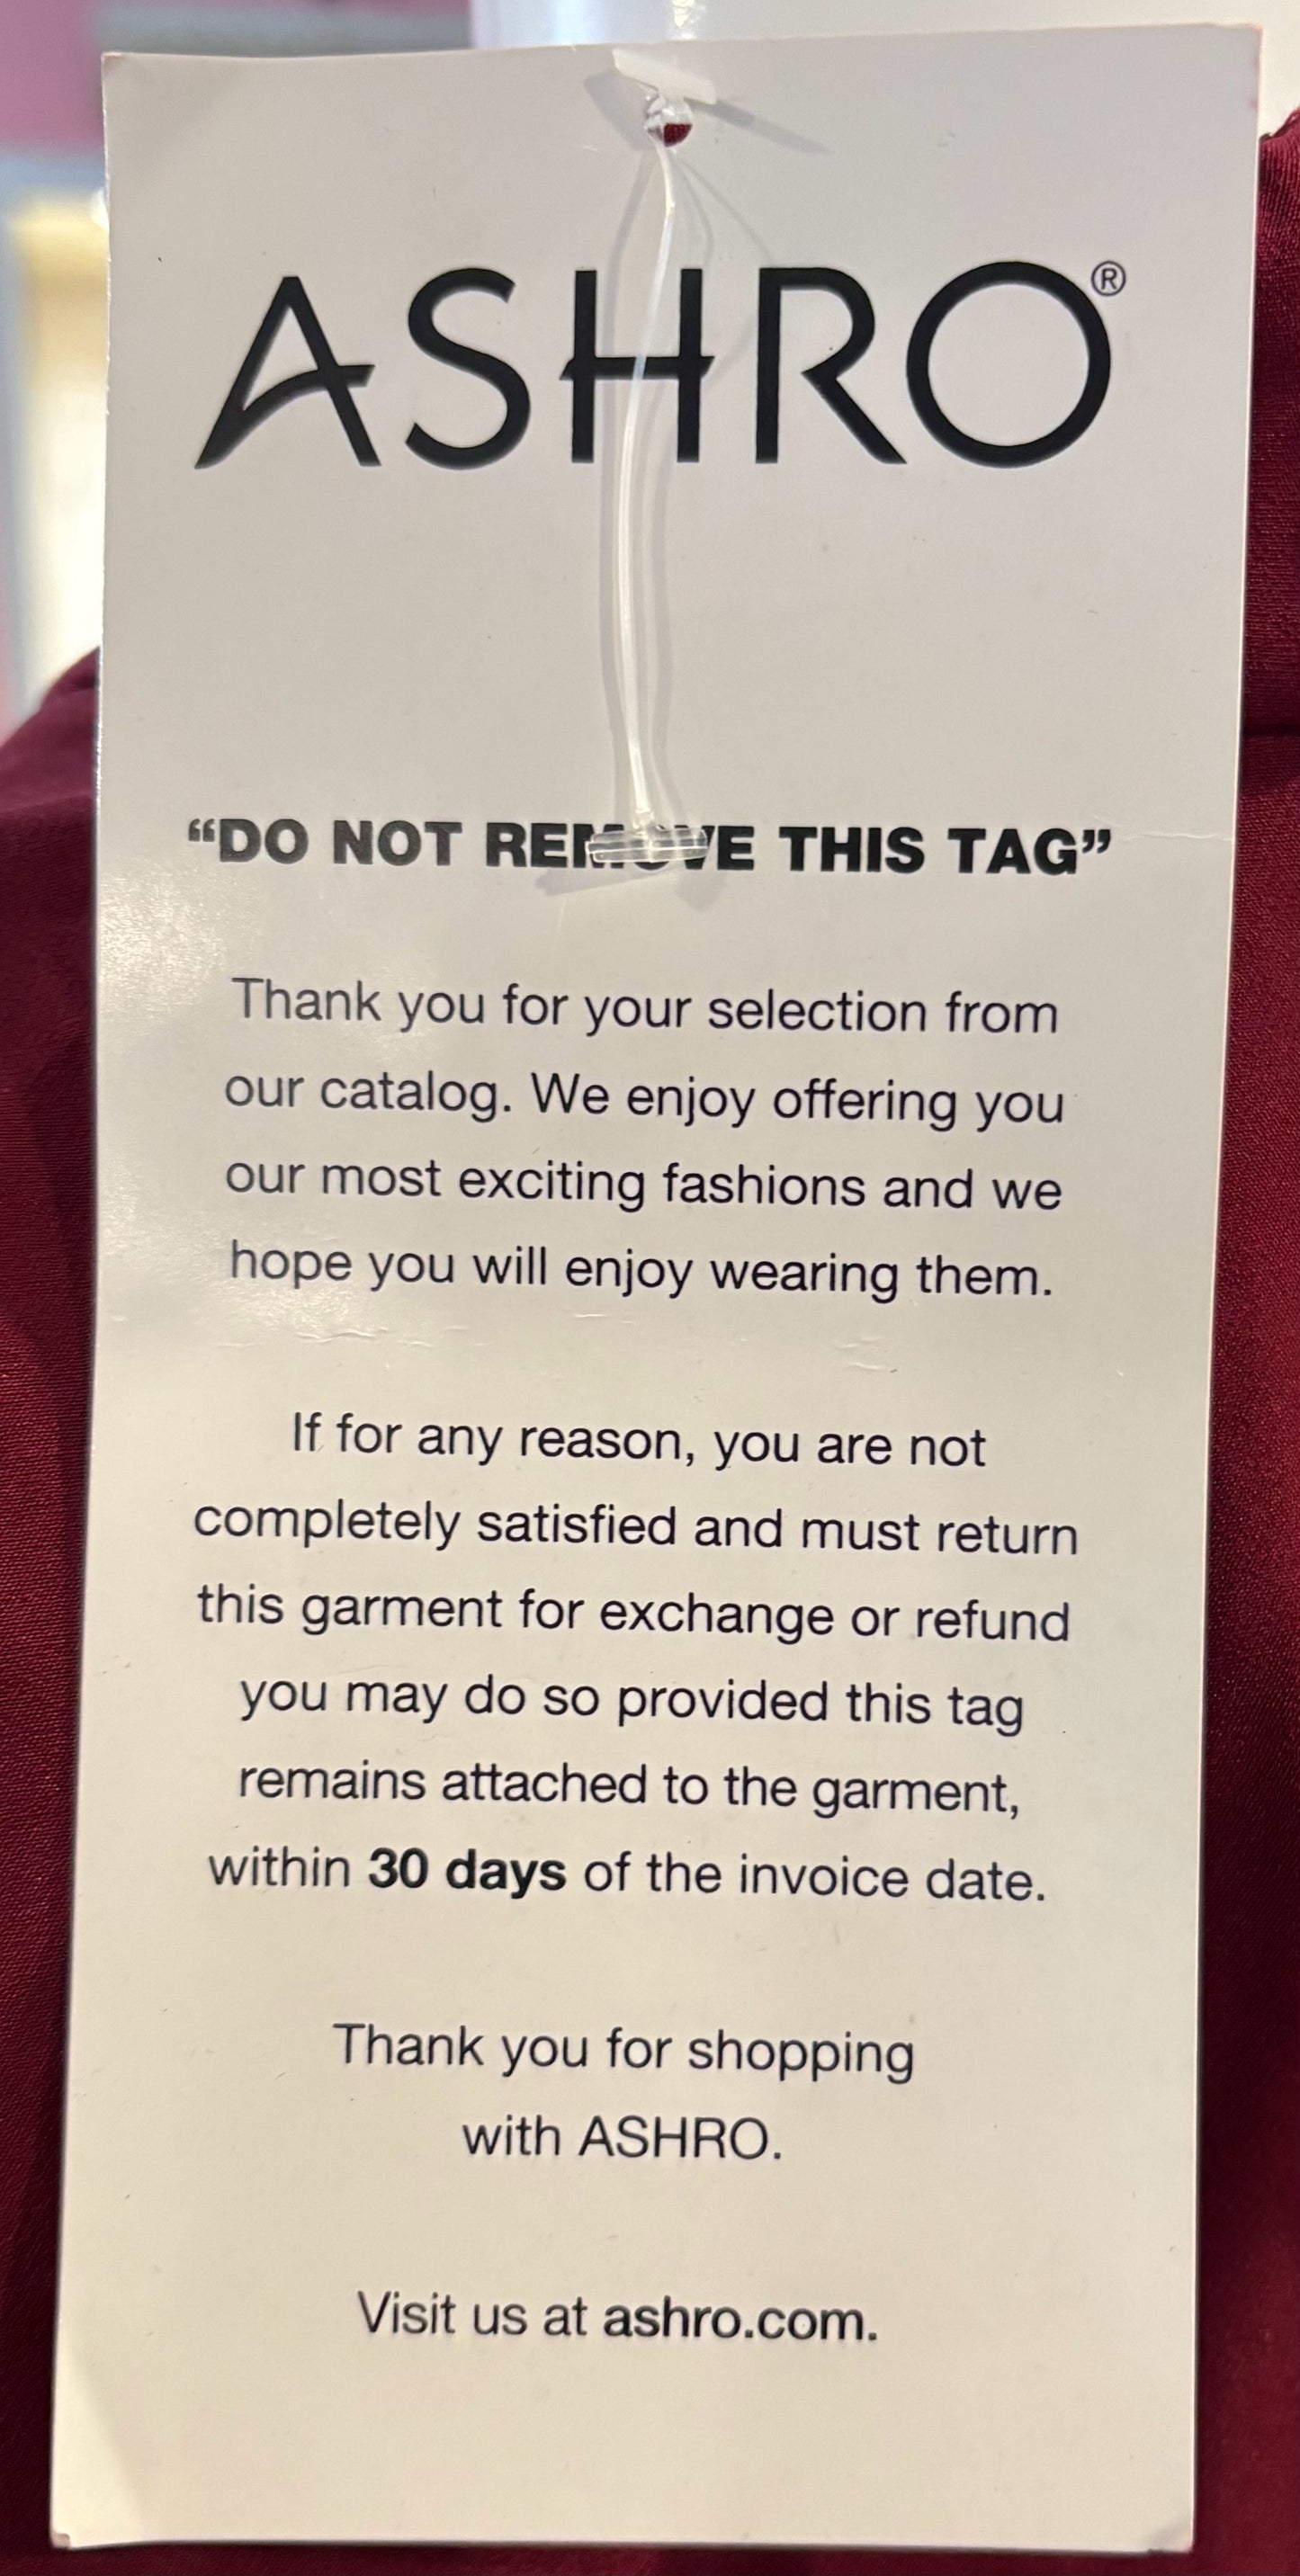 ASHRO®
“DO NOT REMOVE THIS TAG”
Thank you for your selection from
our catalog. We enjoy offering you
our most exciting fashions and we
hope you will enjoy wearing them.
If for any reason, you are not
completely satisfied and must return
this garment for exchange or refund
you may do so provided this tag
remains attached to the garment,
within 30 days of the invoice date.
Thank you for shopping
with ASHRO.
Visit us at ashro.com.